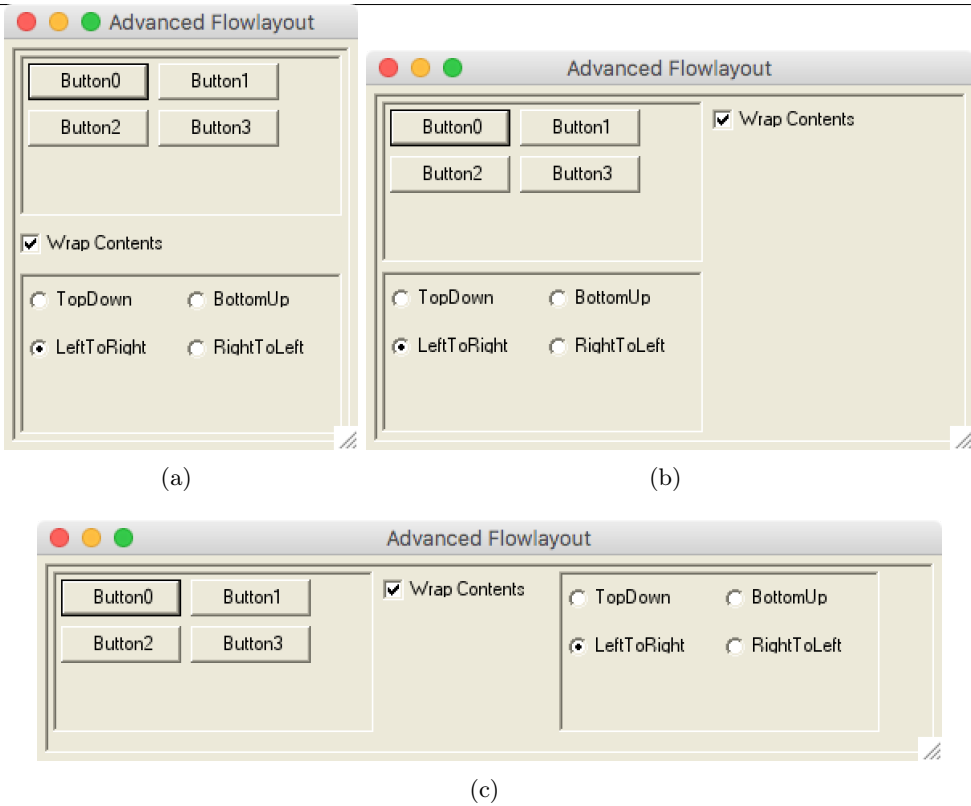 Advanced Flowlayout
Button0 Button1
Button2 Button3
Wrap Contents
TopDown BottomUp
LeftToRight RightToLeft
(a)
Advanced Flowlayout
Button0 Button1 Wrap Contents
Button2 Button3
TopDown BottomUp
LeftToRight RightToLeft
(b)
Advanced Flowlayout
Button0 Button1 Wrap Contents TopDown BottomUp
Button2 Button3 LeftToRight RightToLeft
(c)